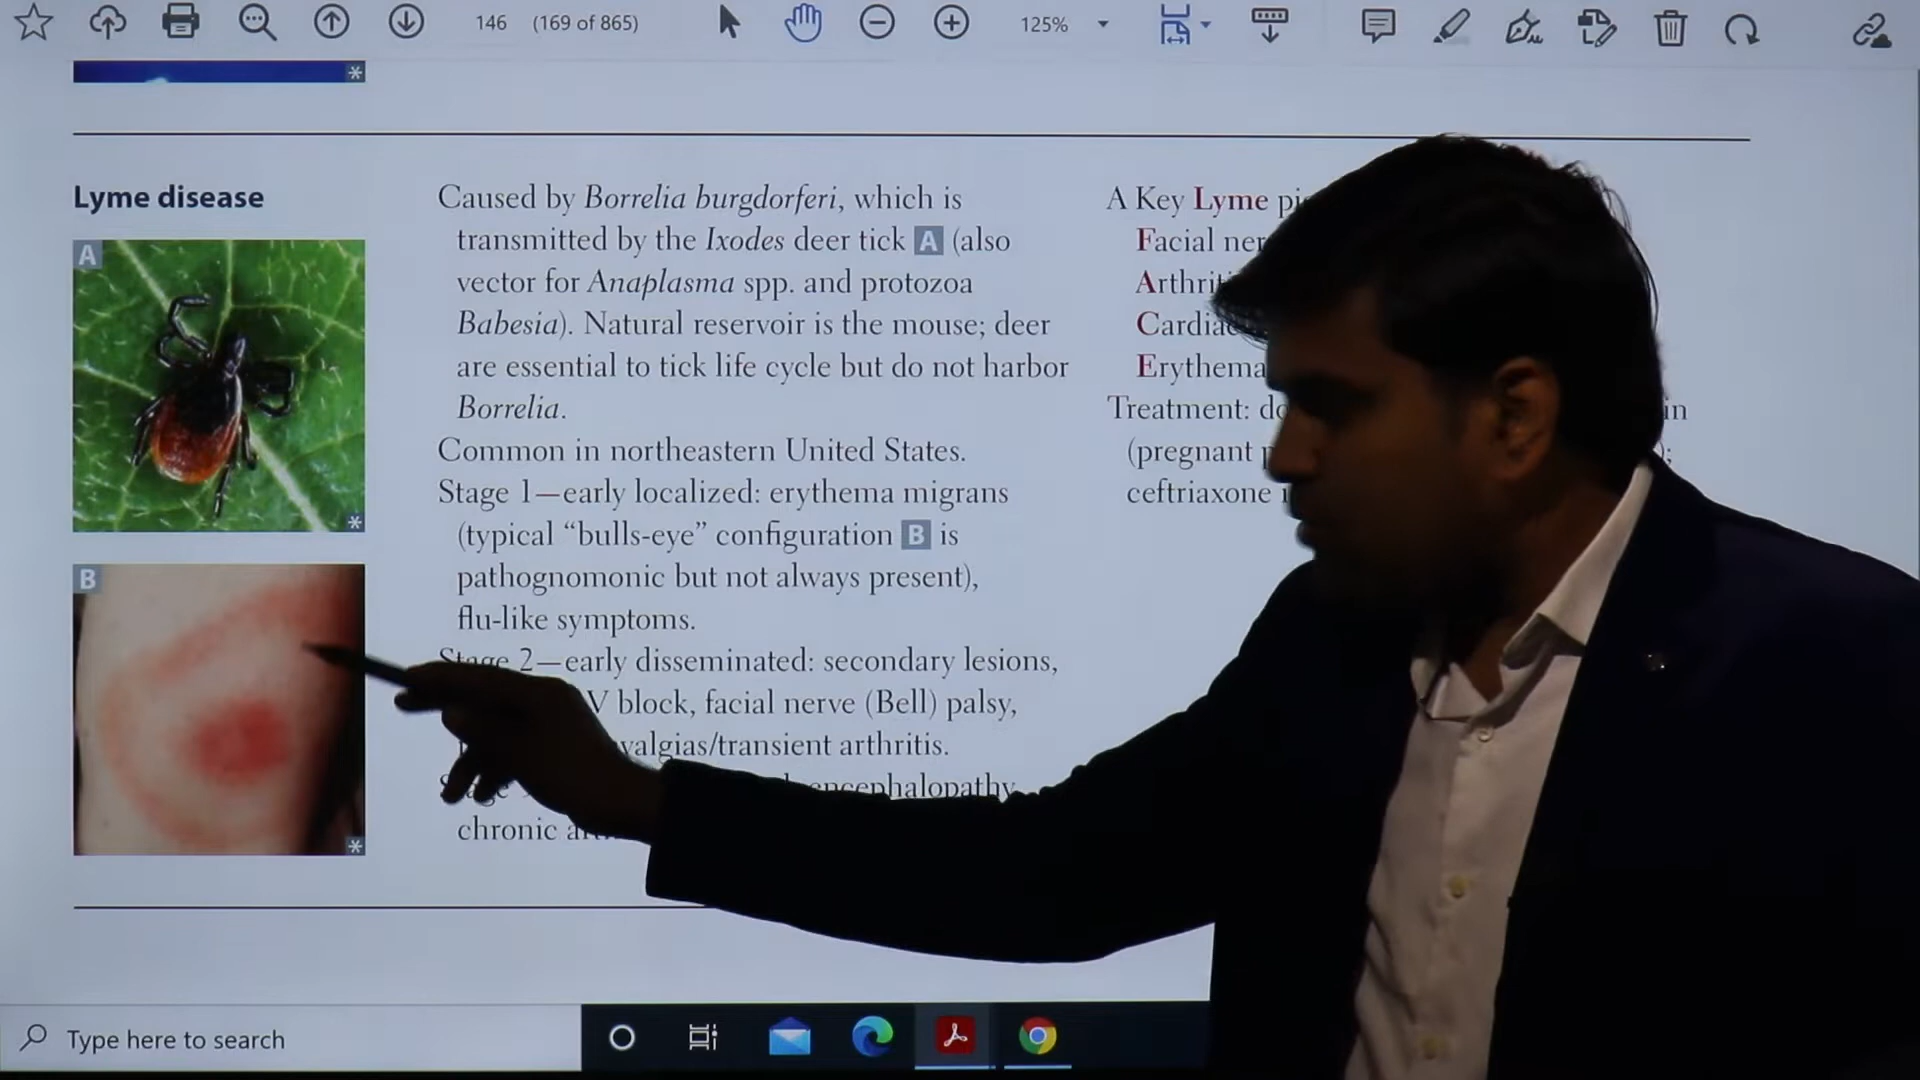 146 (169 of 865) 125%
Lyme disease
A
B
Caused by Borrelia burgdorferi, which is
transmitted by the Ixodes deer tick A (also
vector for Anaplasma spp. and protozoa
Babesia). Natural reservoir is the mouse; deer
are essential to tick life cycle but do not harbor
Borrelia.
Common in northeastern United States.
Stage 1—early localized: erythema migrans
(typical “bulls-eye” configuration B is
pathognomonic but not always present),
flu-like symptoms.
Stage 2—early disseminated: secondary lesions,
V block, facial nerve (Bell) palsy,
yalgias/transient arthritis.
encephalopathy
chronic
A Key Lyme
Facial
Cardiac
Erythema
Treatment:
(pregnant
ceftriaxone
Type here to search